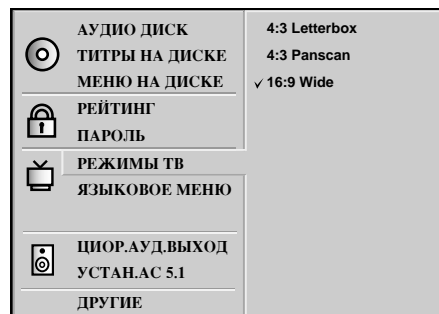 АУДИО ДИСК
ТИТРЫ НА ДИСКЕ
МЕНЮ НА ДИСКЕ
РЕЙТИНГ
ПАРОЛЬ
РЕЖИМЫ ТВ
ЯЗЫКОВОЕ МЕНЮ
ЦИОР.АУД.ВЫХОД
УСТАН.АС 5.1
ДРУГИЕ
4:3 Letterbox
4:3 Panscan
✓ 16:9 Wide